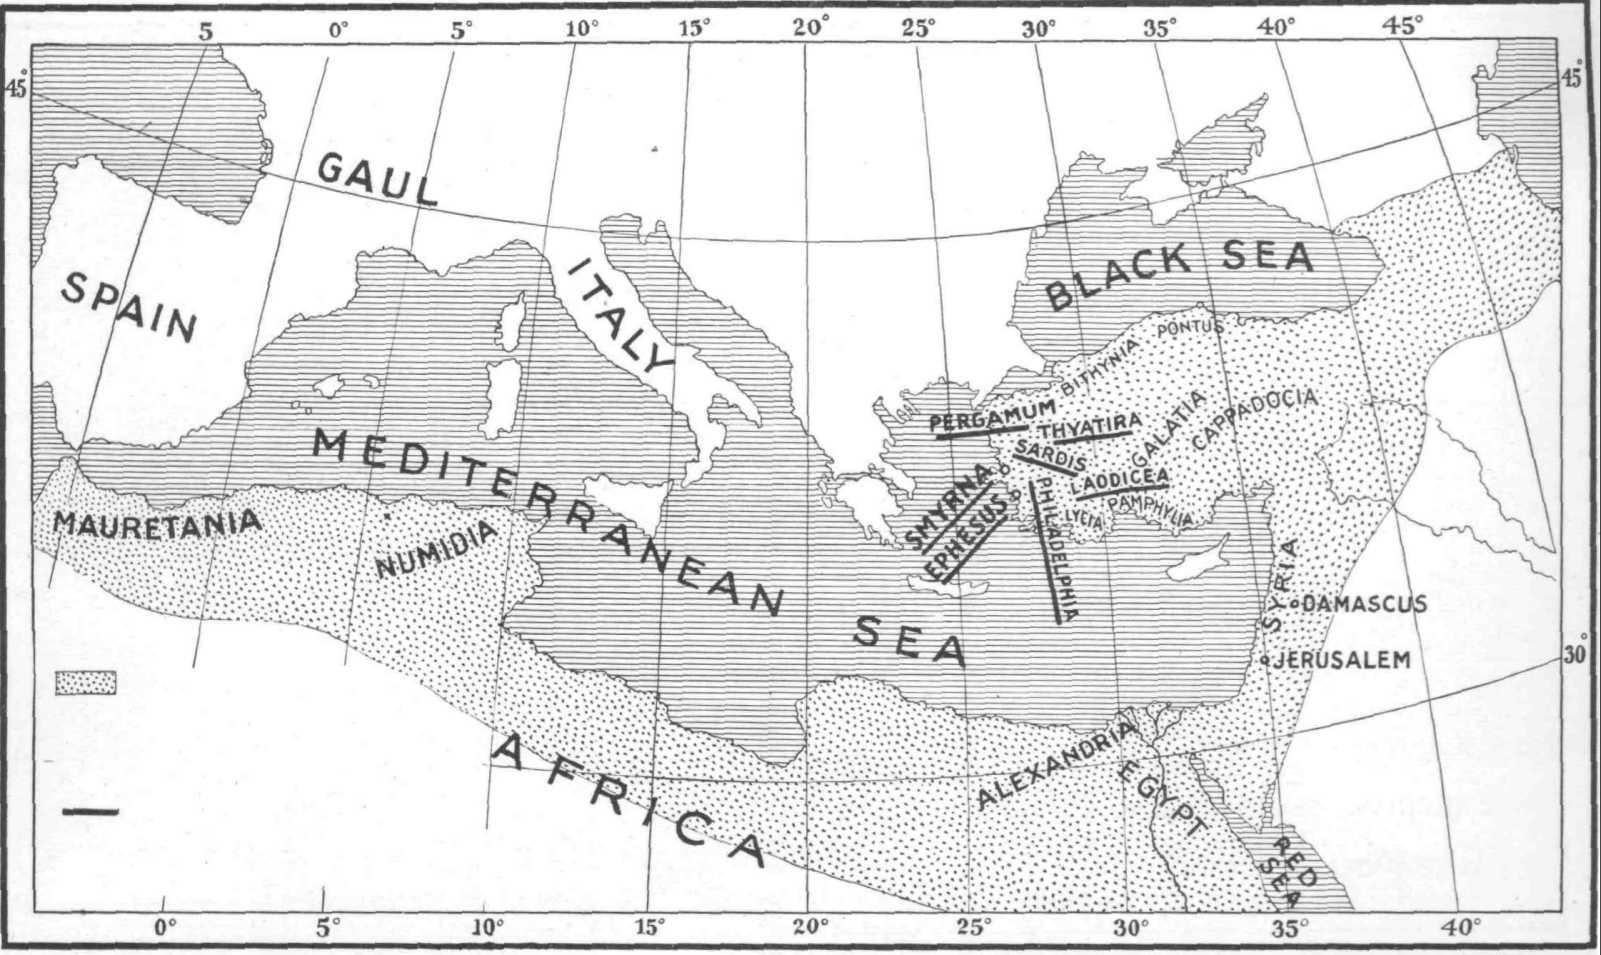 5 0° 5° 10° 15° 20° 25° 30° 35° 40° 45°
45° 45°
GAUL
SPAIN
ITALY
BLACK SEA
PONTUS
BITHYNIA
PERGAMUM
THYATIRA
GALATIA
CAPPADOCIA
SARDIS
LAODICEA
SMYRNA
EPHESUS
PHILADELPHIA
LYCIA
PAMPHYLIA
MEDITERRANEAN SEA
MAURETANIA
NUMIDIA
SYRIA
DAMASCUS
JERUSALEM
30°
AFRICA
ALEXANDRIA
EGYPT
RED SEA
0° 5° 10° 15° 20° 25° 30° 35° 40°